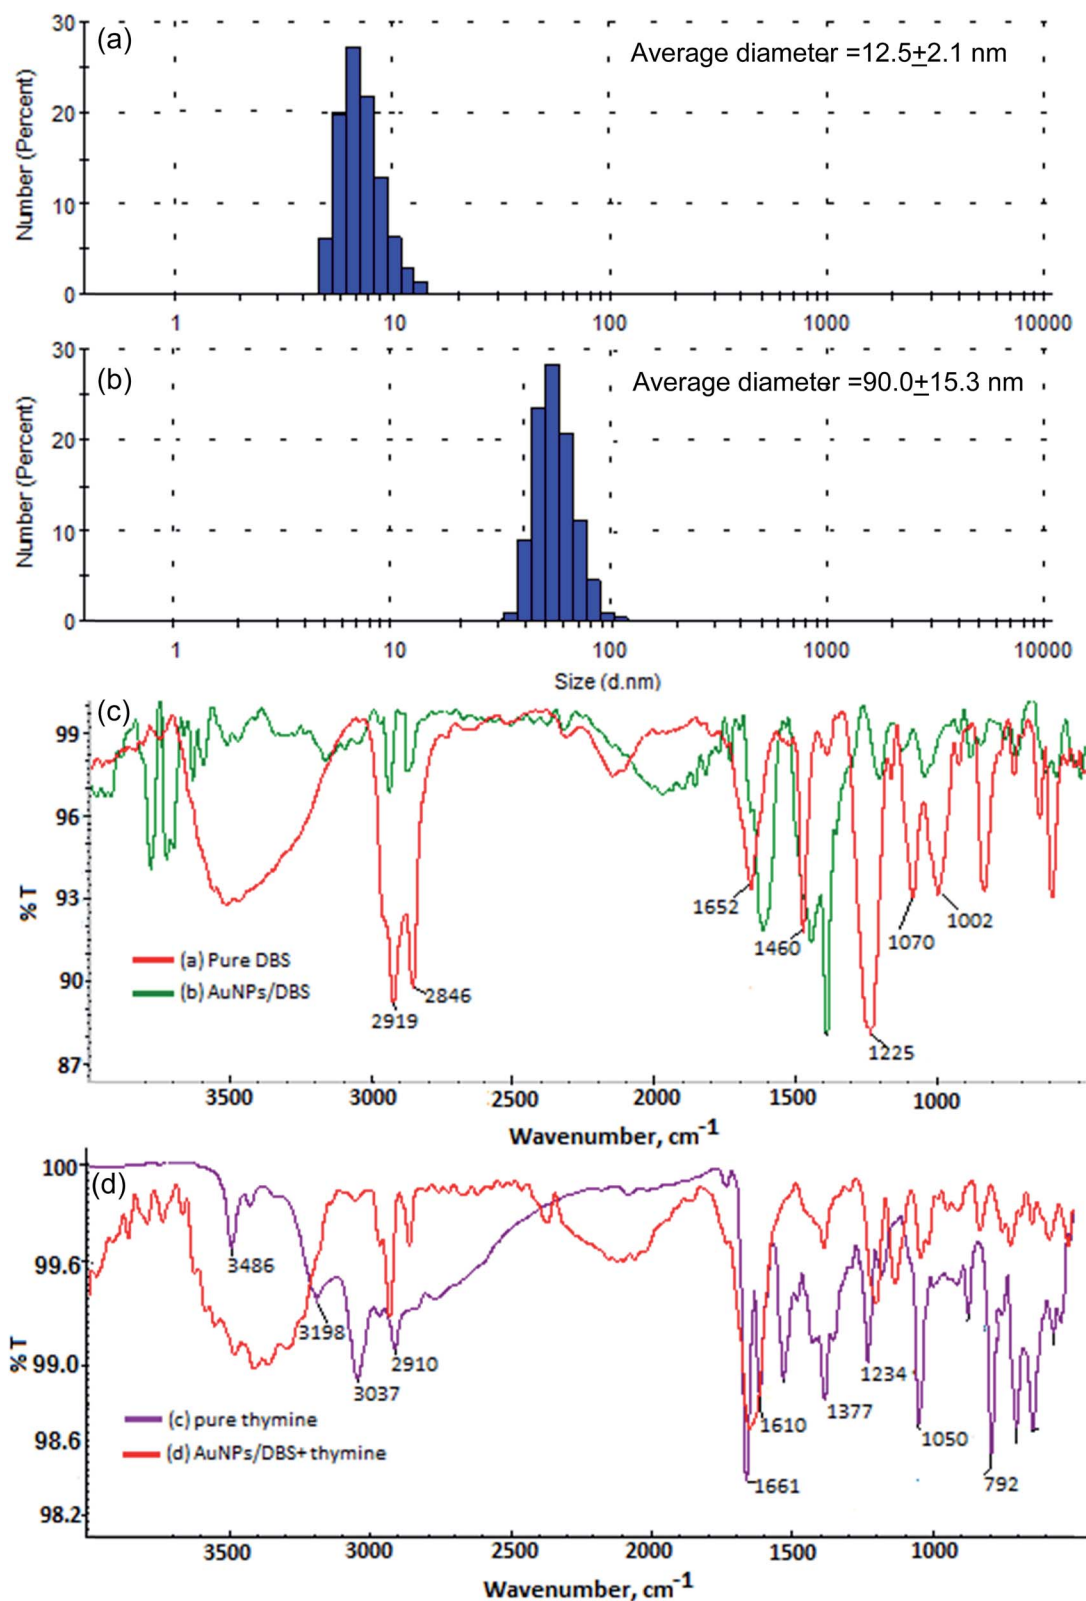 (a)
Average diameter =12.5±2.1 nm
Number (Percent)
30
20
10
0
1 10 100 1000 10000
(b)
Average diameter =90.0±15.3 nm
Number (Percent)
30
20
10
0
1 10 100 1000 10000
Size (d.nm)
(c)
% T
99
96
93
90
87
1652
1460
1070
1002
2919
2846
1225
(a) Pure DBS
(b) AuNPs/DBS
3500 3000 2500 2000 1500 1000
Wavenumber, cm-1
(d)
% T
100
99.6
99.0
98.6
98.2
3486
3198
3037
2910
1661
1610
1377
1234
1050
792
(c) pure thymine
(d) AuNPs/DBS+ thymine
3500 3000 2500 2000 1500 1000
Wavenumber, cm-1